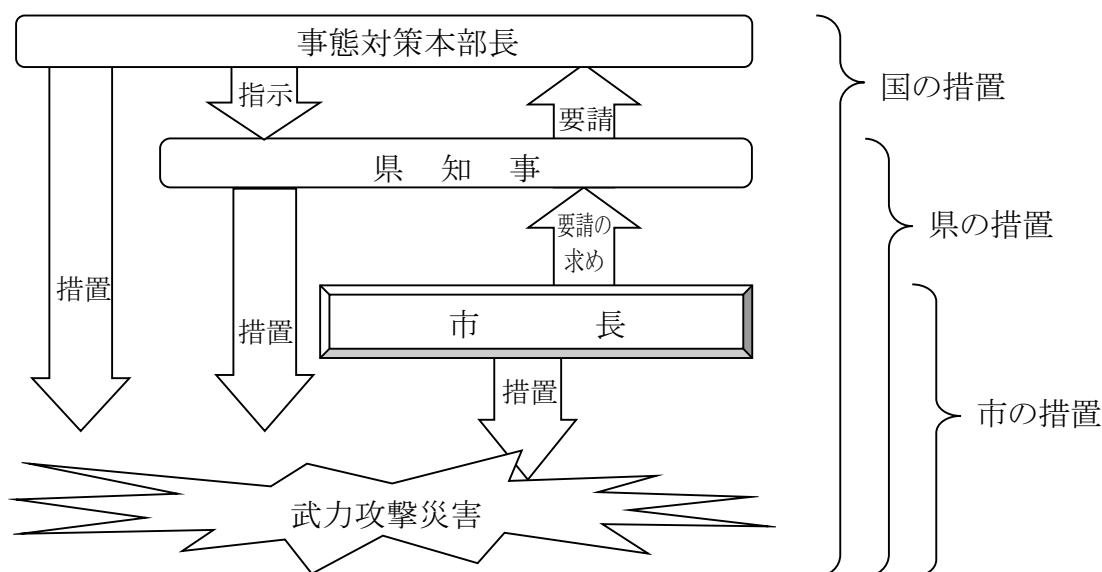 事態対策本部長
国の措置
指示
要請
県　知　事
県の措置
要請の
求め
措置
措置
市　　　長
措置
市の措置
武力攻撃災害